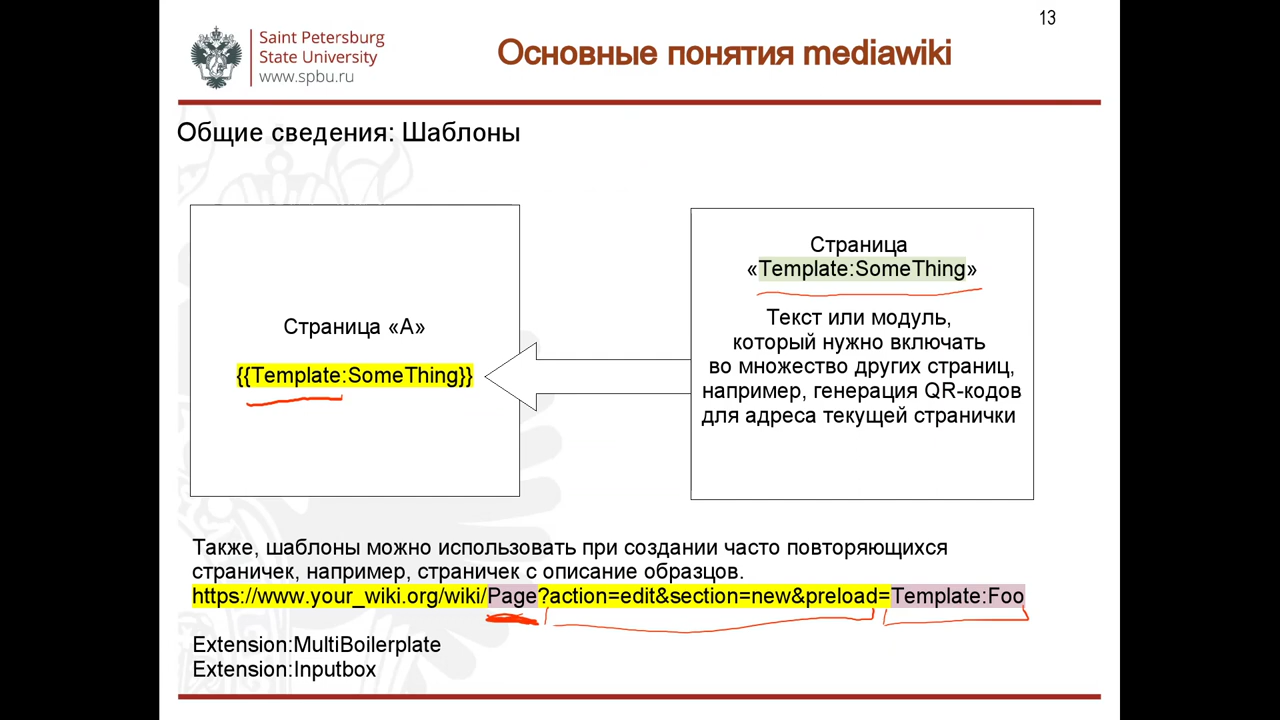 13
Saint Petersburg
State University
www.spbu.ru
Основные понятия mediawiki
Общие сведения: Шаблоны
Страница «А»
{{Template:SomeThing}}
Страница
«Template:SomeThing»
Текст или модуль,
который нужно включать
во множество других страниц,
например, генерация QR-кодов
для адреса текущей странички
Также, шаблоны можно использовать при создании часто повторяющихся
страничек, например, страничек с описание образцов.
https://www.your_wiki.org/wiki/Page?action=edit&section=new&preload=Template:Foo
Extension:MultiBoilerplate
Extension:Inputbox